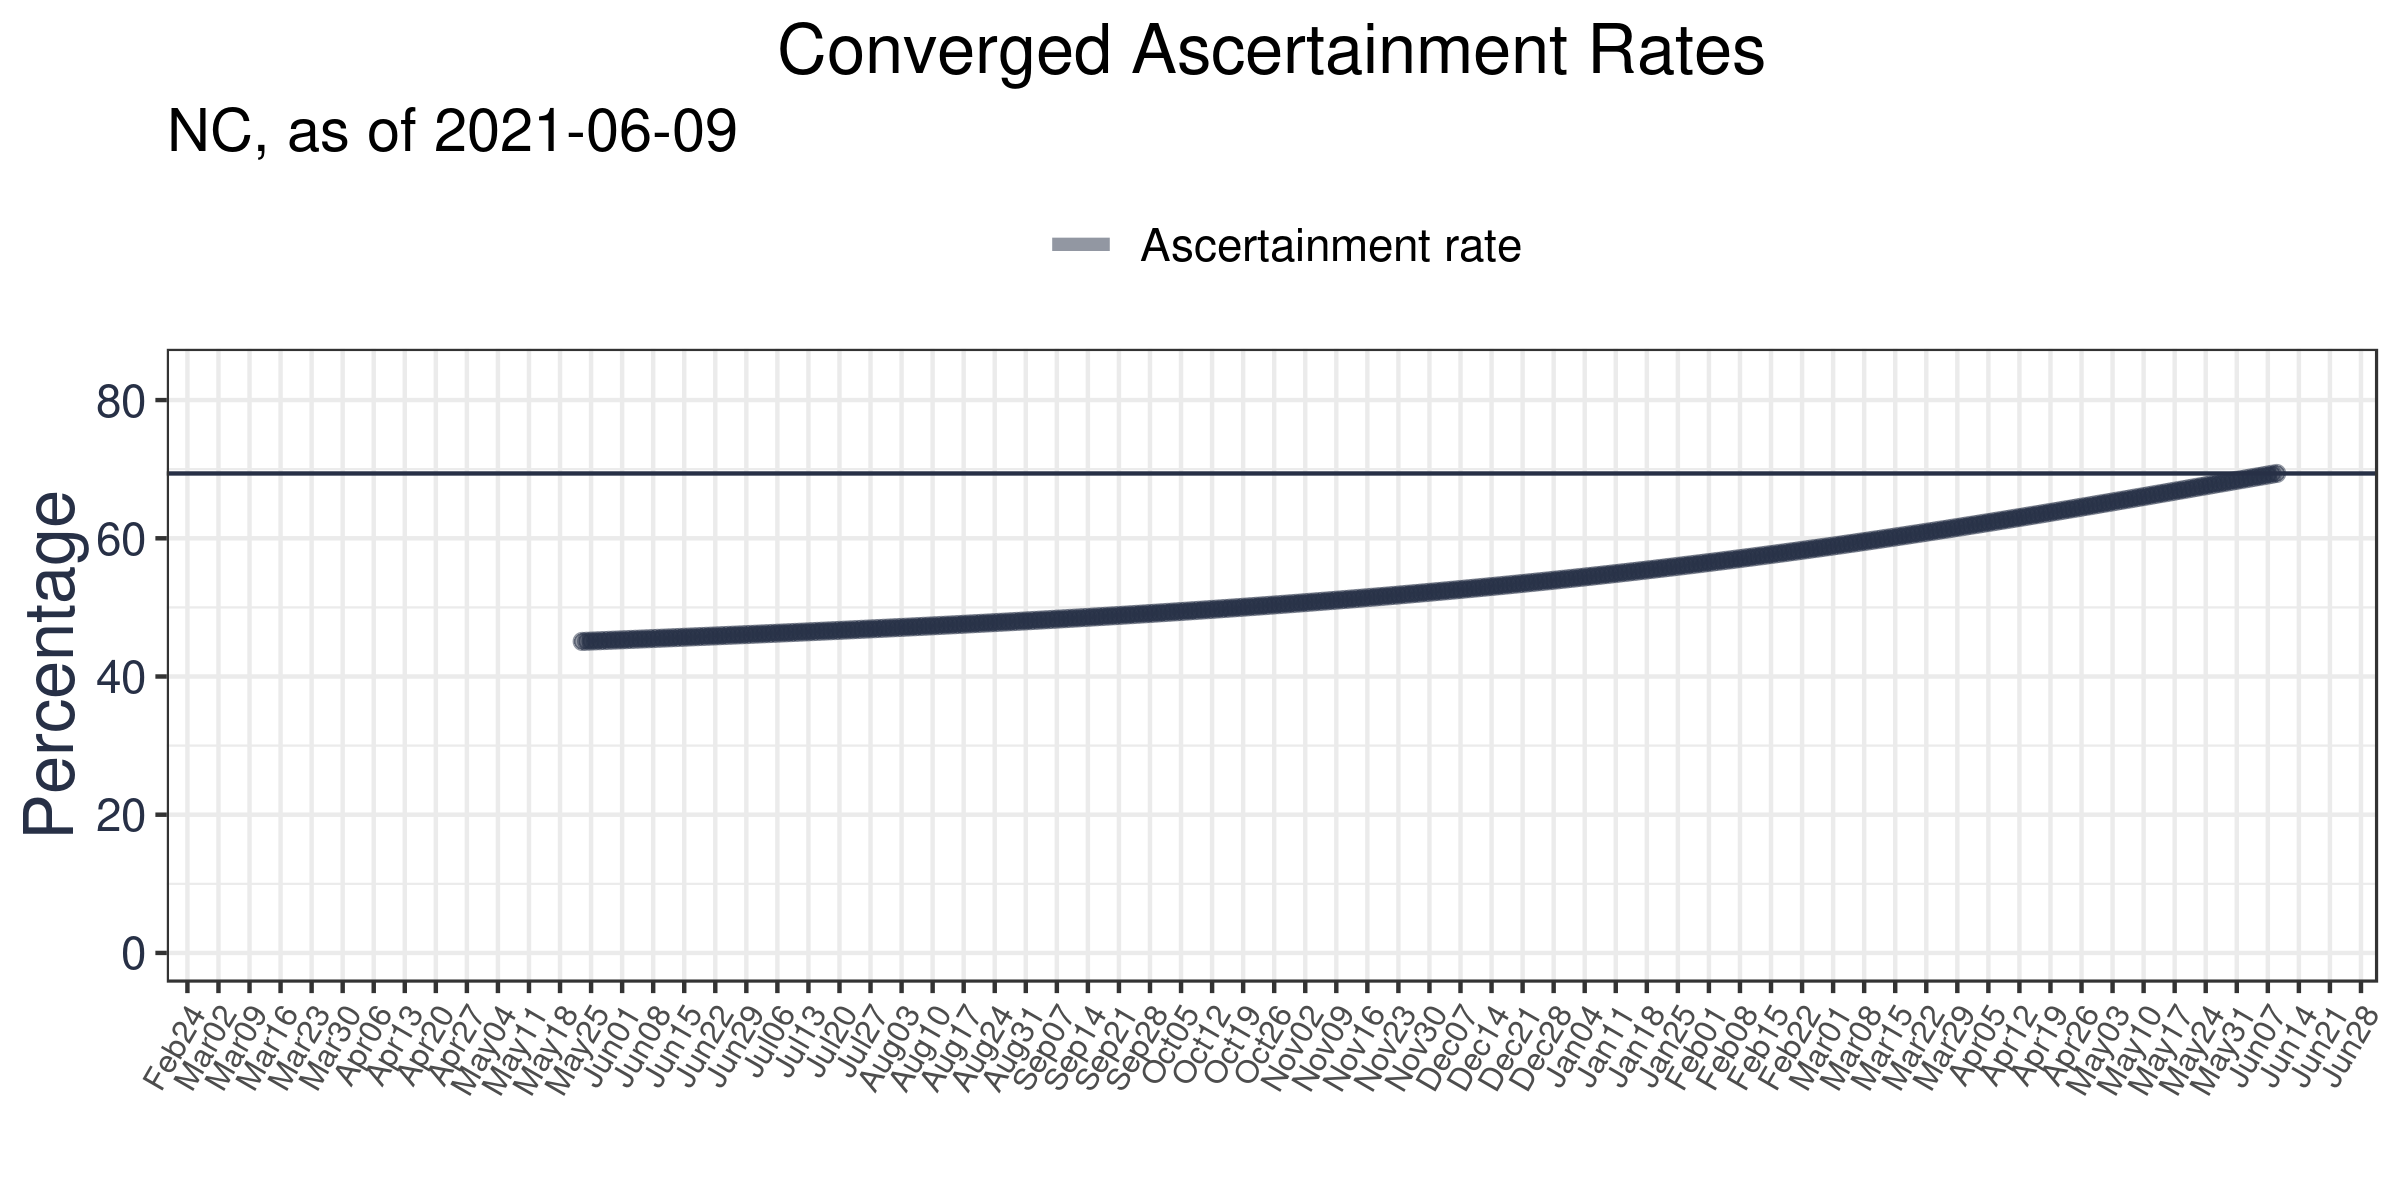 Converged Ascertainment Rates
NC, as of 2021-06-09
Ascertainment rate
Percentage
80
60
40
20
0
Feb24
Mar02
Mar09
Mar16
Mar23
Mar30
Apr06
Apr13
Apr20
Apr27
May04
May11
May18
May25
Jun01
Jun08
Jun15
Jun22
Jun29
Jul06
Jul13
Jul20
Jul27
Aug03
Aug10
Aug17
Aug24
Aug31
Sep07
Sep14
Sep21
Sep28
Oct05
Oct12
Oct19
Oct26
Nov02
Nov09
Nov16
Nov23
Nov30
Dec07
Dec14
Dec21
Dec28
Jan04
Jan11
Jan18
Jan25
Feb01
Feb08
Feb15
Feb22
Mar01
Mar08
Mar15
Mar22
Mar29
Apr05
Apr12
Apr19
Apr26
May03
May10
May17
May24
May31
Jun07
Jun14
Jun21
Jun28